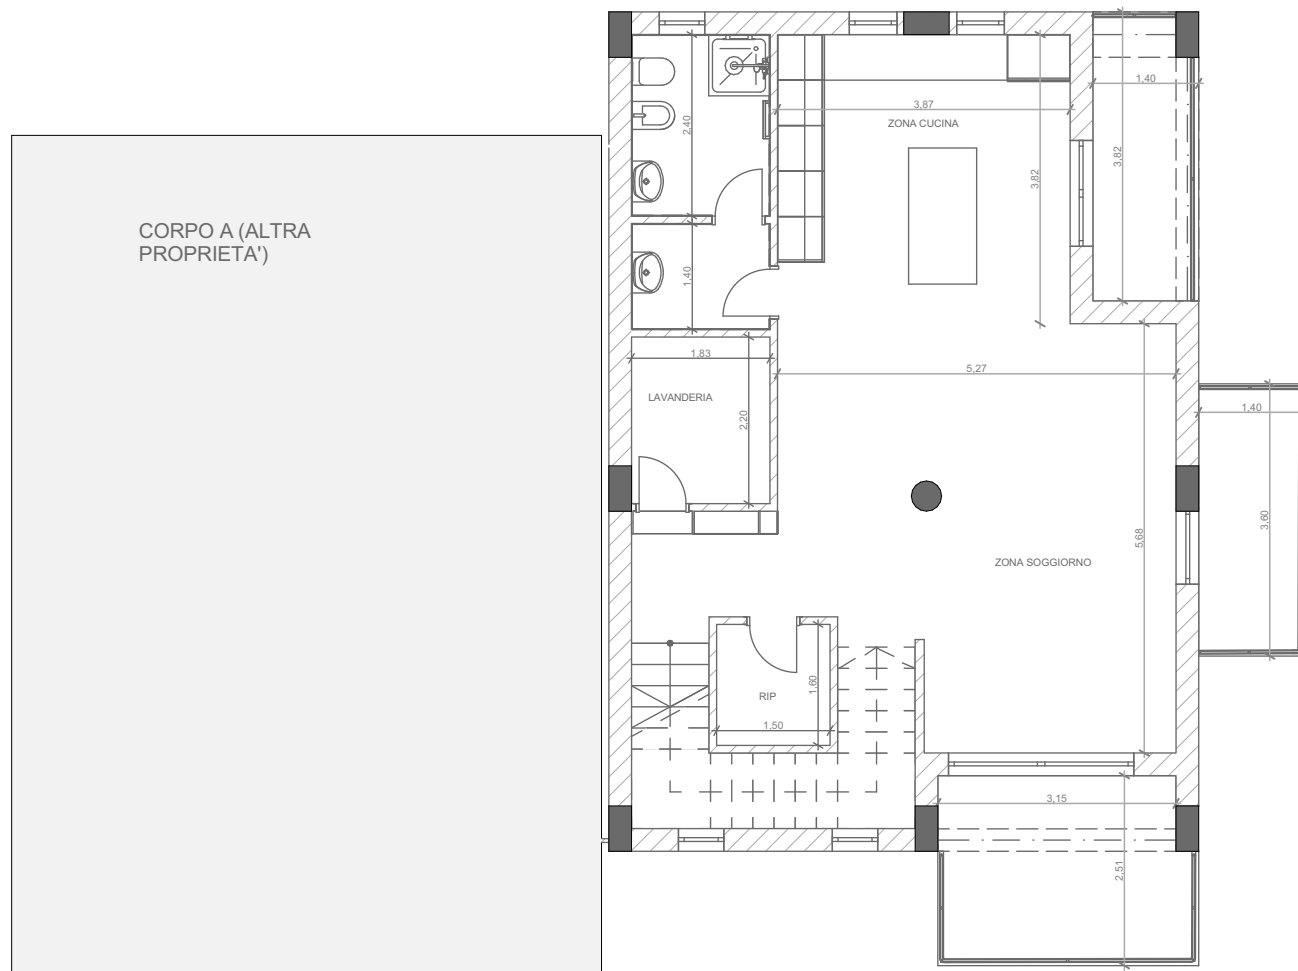 1,40
3,87
ZONA CUCINA
2,40
3,82
3,82
CORPO A (ALTRA
PROPRIETA')
1,40
1,83
5,27
LAVANDERIA
2,20
1,40
3,60
5,68
ZONA SOGGIORNO
RIP
1,60
1,50
3,15
2,51